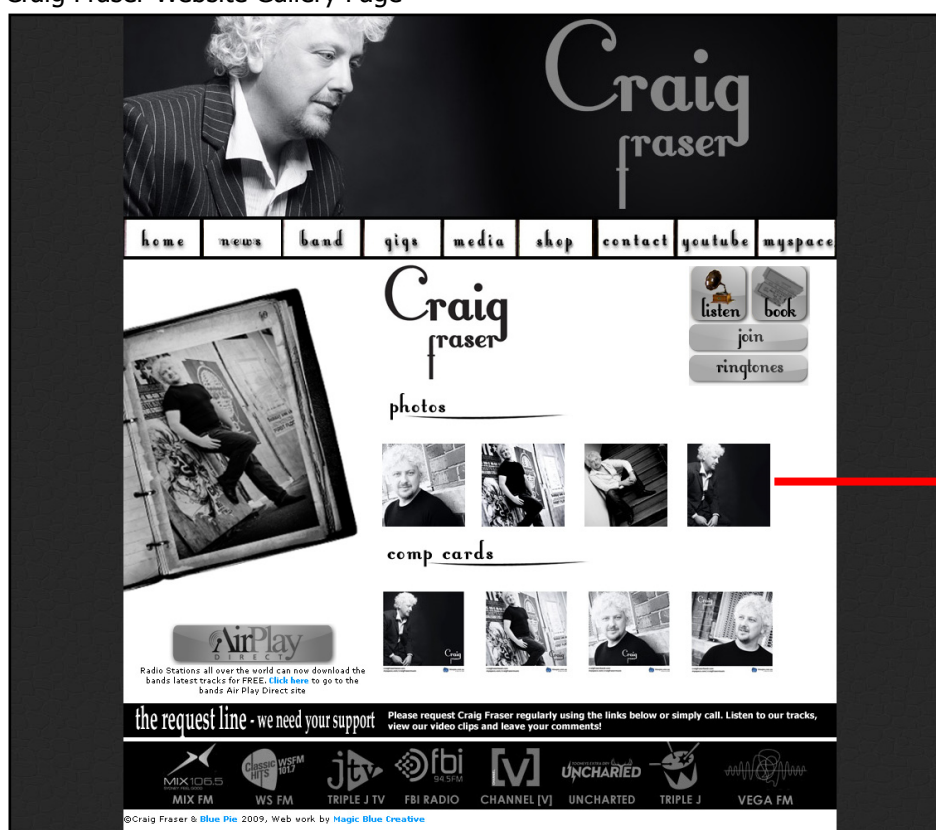 Craig Fraser Website Gallery Page
Craig
fraser
home news band gigs media shop contact youtube myspace
Craig
fraser
listen book
join
ringtones
photos
comp cards
Craig
Craig
Craig
Craig
AirPlay
DIRECT
Radio Stations all over the world can now download the
bands latest tracks for FREE. Click here to go to the
bands Air Play Direct site
the request line - we need your support
Please request Craig Fraser regularly using the links below or simply call. Listen to our tracks,
view our video clips and leave your comments!
MIX106.5
Classic HITS WSFM 101.7
jtv
fbi
94.5FM
[V]
UNCHARTED
MIX FM WS FM TRIPLE J TV FBI RADIO CHANNEL [V] UNCHARTED TRIPLE J VEGA FM
©Craig Fraser & Blue Pie 2009, Web work by Magic Blue Creative